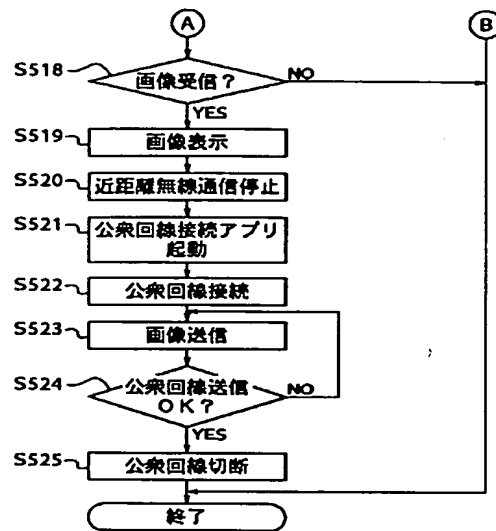 A
B
S518
画像受信？
NO
YES
S519
画像表示
S520
近距離無線通信停止
S521
公衆回線接続アプリ
起動
S522
公衆回線接続
S523
画像送信
S524
公衆回線送信
OK？
NO
YES
S525
公衆回線切断
終了